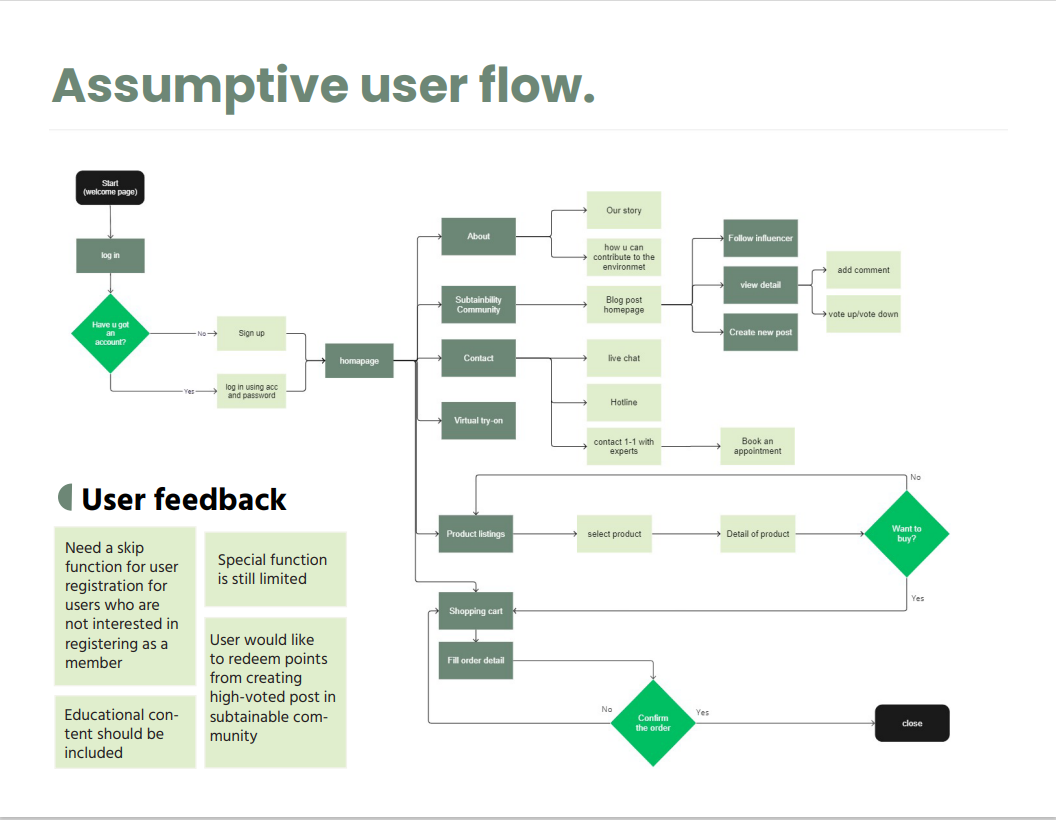 Assumptive user flow.
Start
(welcome page)
log in
Have u got
an
account?
No
Sign up
Yes
log in using acc
and password
homapage
About
Our story
how u can
contribute to the
environmet
Subtainbility
Community
Blog post
homepage
Follow influencer
view detail
Create new post
add comment
vote up/vote down
Contact
live chat
Hotline
contact 1-1 with
experts
Book an
appointment
Virtual try-on
Product listings
select product
Detail of product
Want to
buy?
No
Yes
Shopping cart
Fill order detail
Confirm
the order
No
Yes
close
User feedback
Need a skip
function for user
registration for
users who are
not interested in
registering as a
member
Special function
is still limited
Educational con-
tent should be
included
User would like
to redeem points
from creating
high-voted post in
subtainable com-
munity